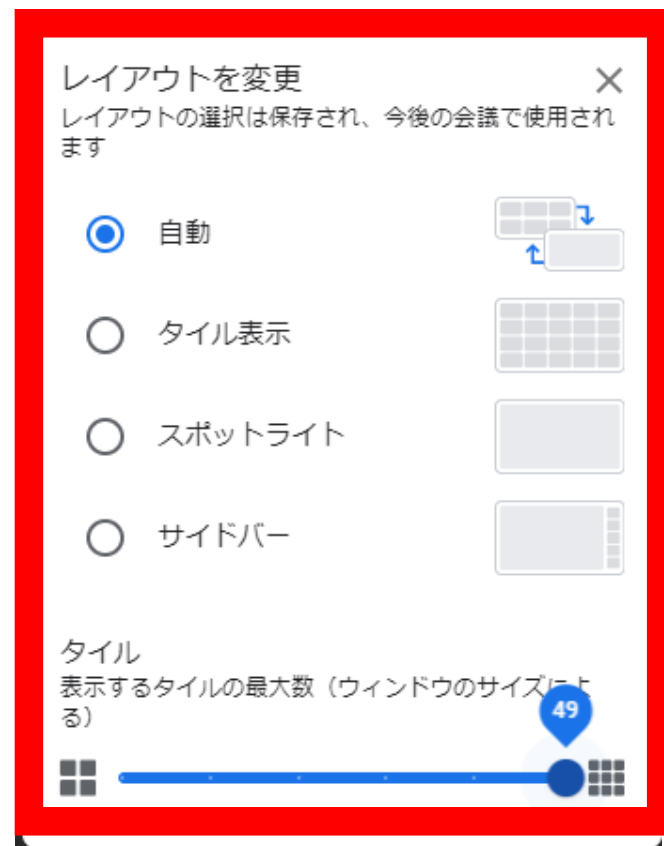 レイアウトを変更
レイアウトの選択は保存され、今後の会議で使用され
ます
自動
タイル表示
スポットライト
サイドバー
タイル
表示するタイルの最大数（ウィンドウのサイズによ
る）
49